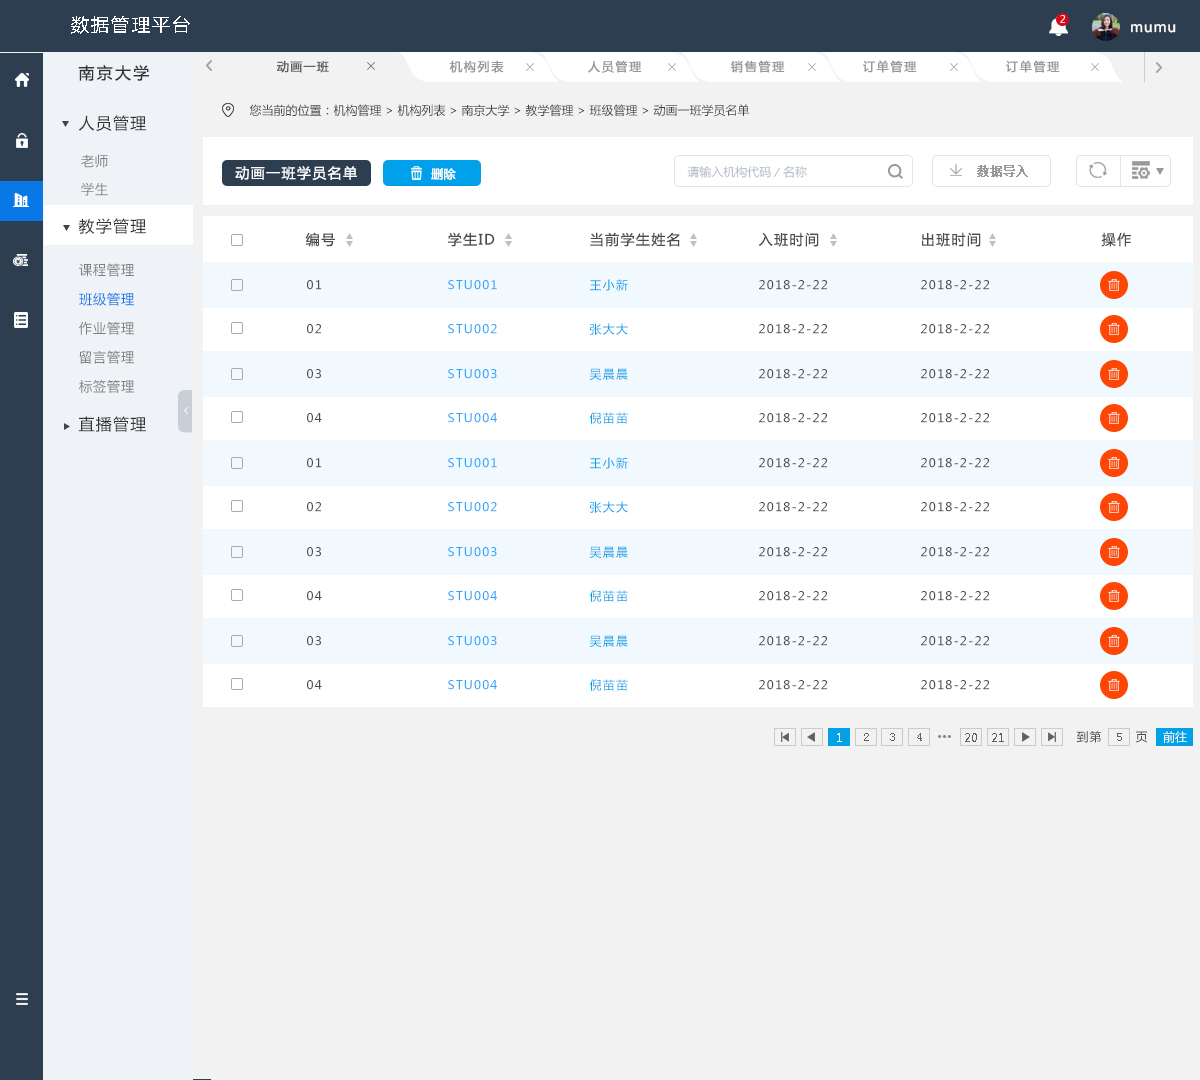 数据管理平台 2 mumu
南京大学
人员管理
老师
学生
教学管理
课程管理
班级管理
作业管理
留言管理
标签管理
直播管理
动画一班 机构列表 人员管理 销售管理 订单管理 订单管理
您当前的位置：机构管理 > 机构列表 > 南京大学 > 教学管理 > 班级管理 > 动画一班学员名单
动画一班学员名单 删除 请输入机构代码 / 名称 数据导入
编号 学生ID 当前学生姓名 入班时间 出班时间 操作
01 STU001 王小新 2018-2-22 2018-2-22
02 STU002 张大大 2018-2-22 2018-2-22
03 STU003 吴晨晨 2018-2-22 2018-2-22
04 STU004 倪苗苗 2018-2-22 2018-2-22
01 STU001 王小新 2018-2-22 2018-2-22
02 STU002 张大大 2018-2-22 2018-2-22
03 STU003 吴晨晨 2018-2-22 2018-2-22
04 STU004 倪苗苗 2018-2-22 2018-2-22
03 STU003 吴晨晨 2018-2-22 2018-2-22
04 STU004 倪苗苗 2018-2-22 2018-2-22
1 2 3 4 ••• 20 21 到第 5 页 前往